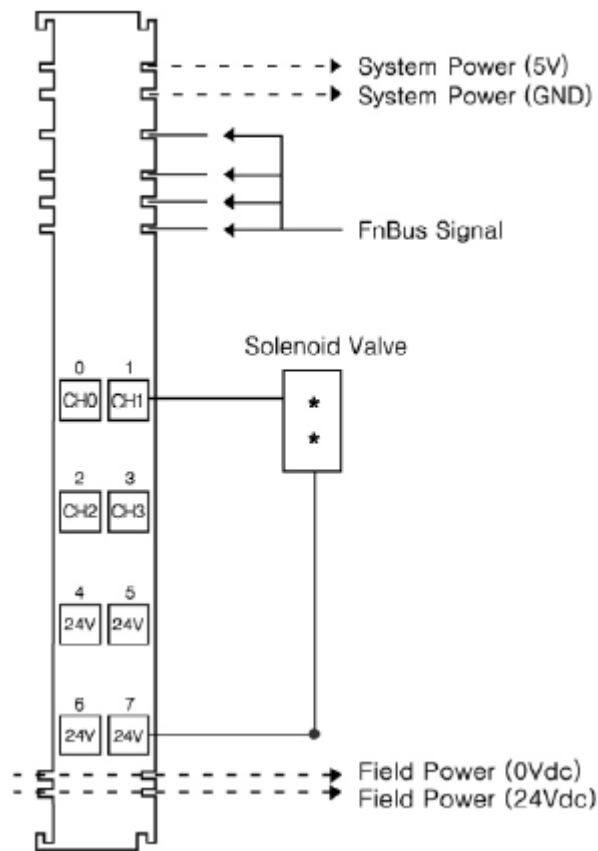 System Power (5V)
System Power (GND)
FnBus Signal
Solenoid Valve
0 1
CH0 CH1
*
*
2 3
CH2 CH3
4 5
24V 24V
6 7
24V 24V
Field Power (0Vdc)
Field Power (24Vdc)